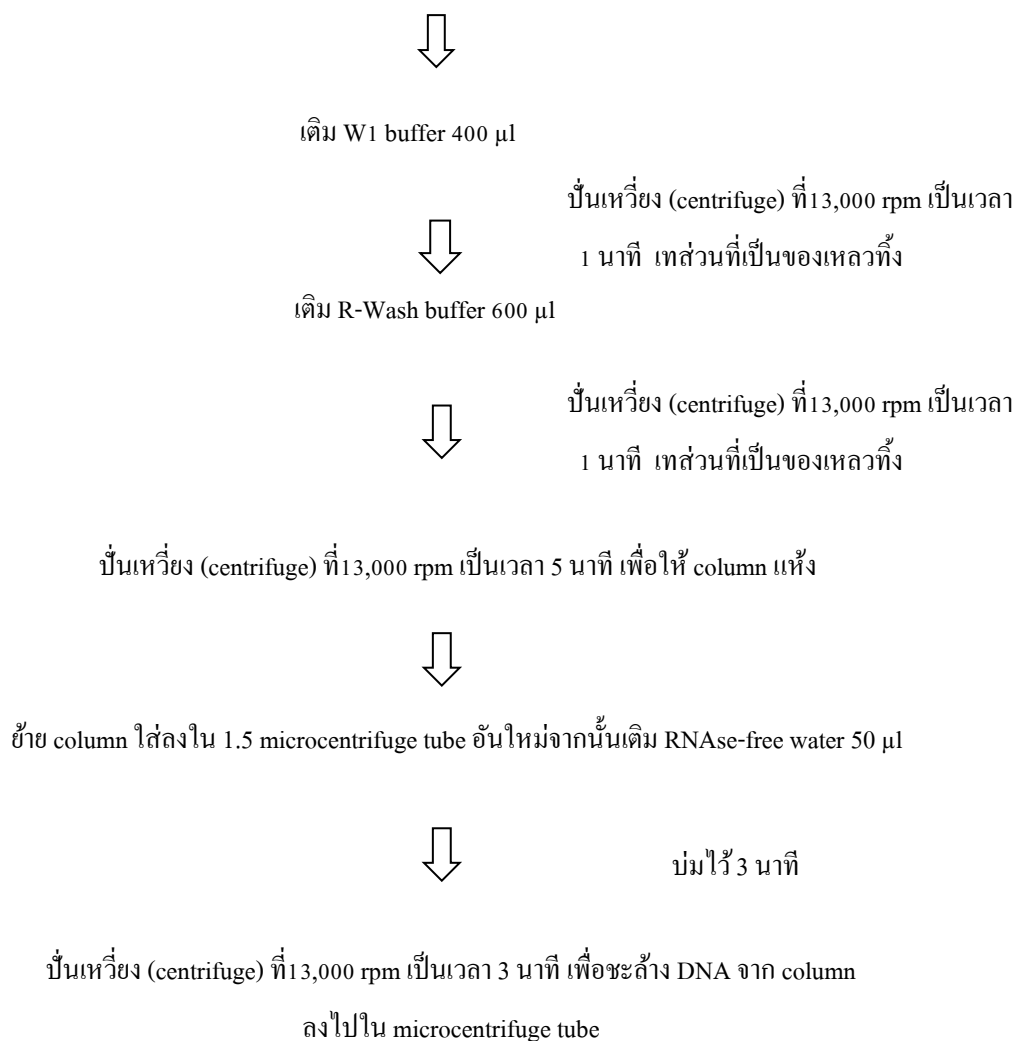 เติม W1 buffer 400 µl
ปั่นเหวี่ยง (centrifuge) ที่13,000 rpm เป็นเวลา
1 นาที เทส่วนที่เป็นของเหลวทิ้ง
เติม R-Wash buffer 600 µl
ปั่นเหวี่ยง (centrifuge) ที่13,000 rpm เป็นเวลา
1 นาที เทส่วนที่เป็นของเหลวทิ้ง
ปั่นเหวี่ยง (centrifuge) ที่13,000 rpm เป็นเวลา 5 นาที เพื่อให้ column แห้ง
ย้าย column ใส่ลงใน 1.5 microcentrifuge tube อันใหม่จากนั้นเติม RNAse-free water 50 µl
บ่มไว้ 3 นาที
ปั่นเหวี่ยง (centrifuge) ที่13,000 rpm เป็นเวลา 3 นาที เพื่อชะล้าง DNA จาก column
ลงไปใน microcentrifuge tube